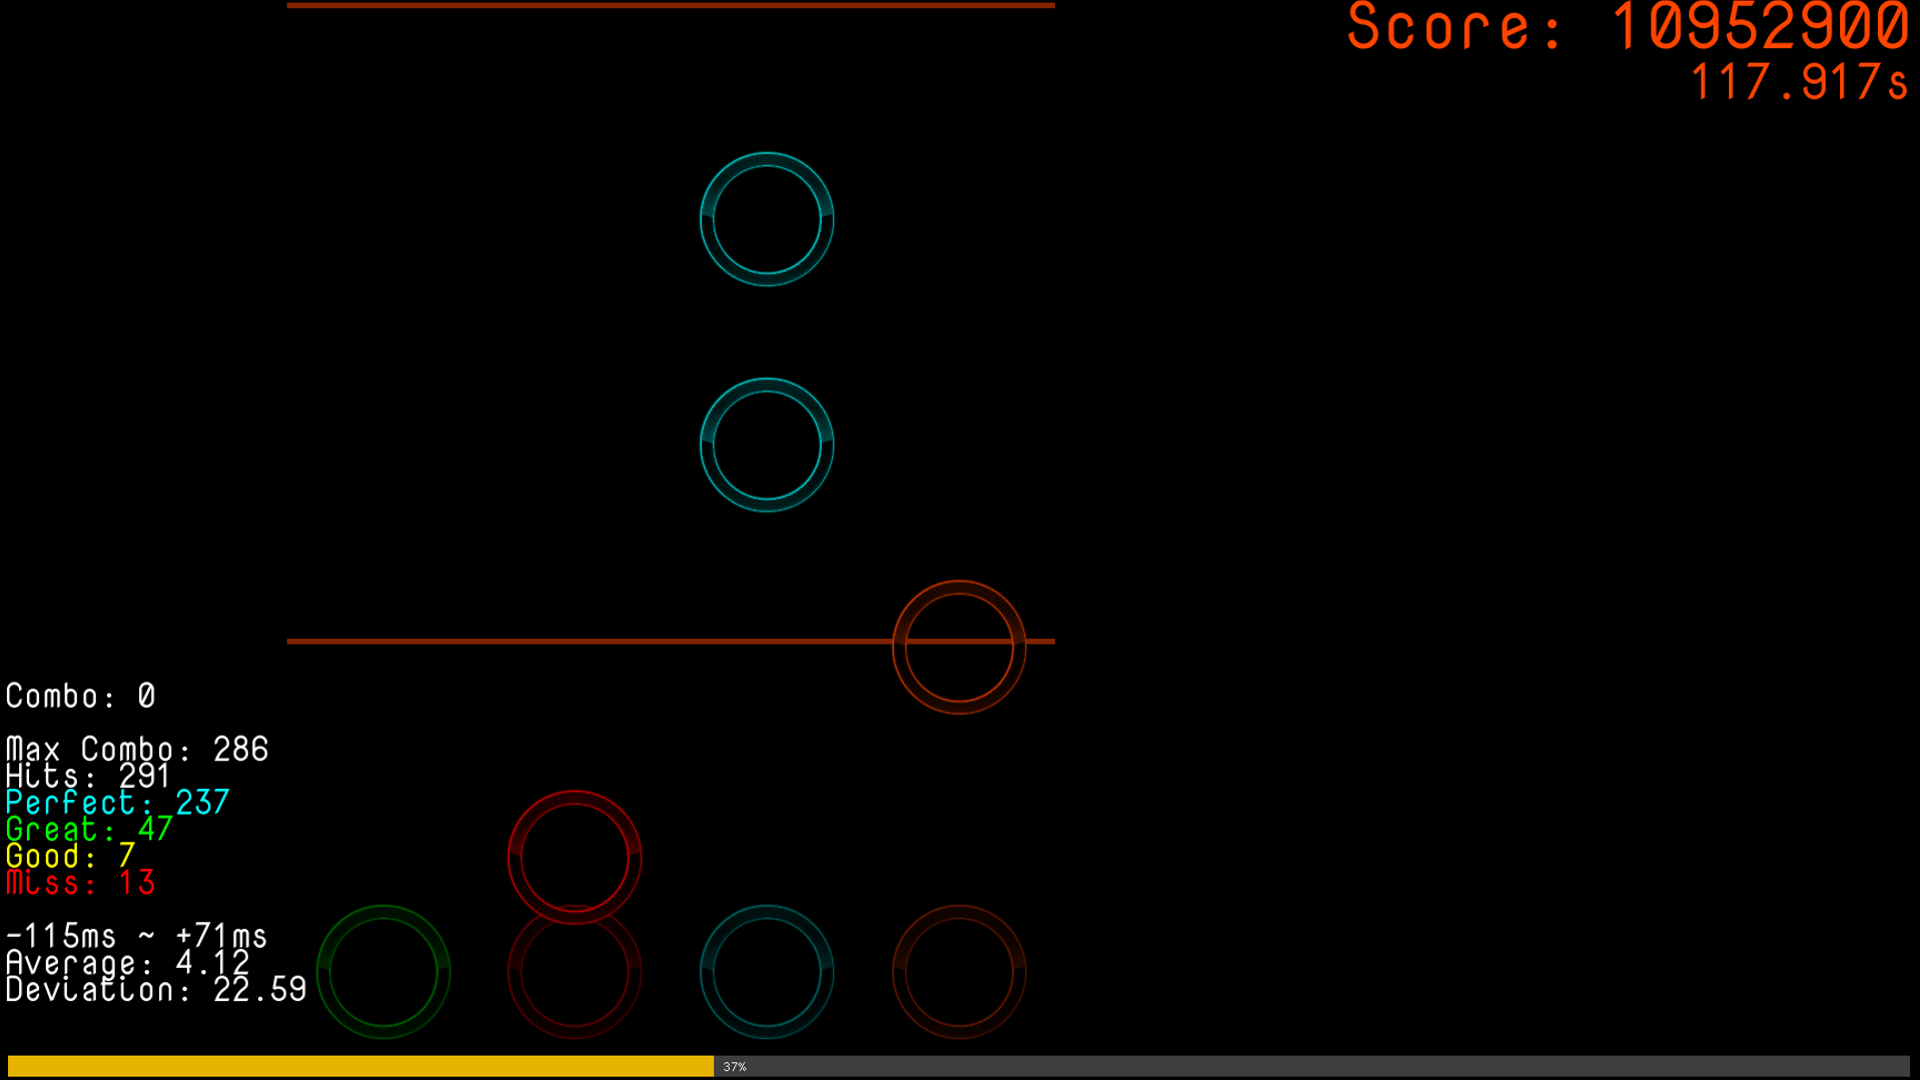 Score: 10952900
117.917s
Combo: 0
Max Combo: 286
Hits: 291
Perfect: 237
Great: 47
Good: 7
Miss: 13
-115ms ~ +71ms
Average: 4.12
Deviation: 22.59
37%